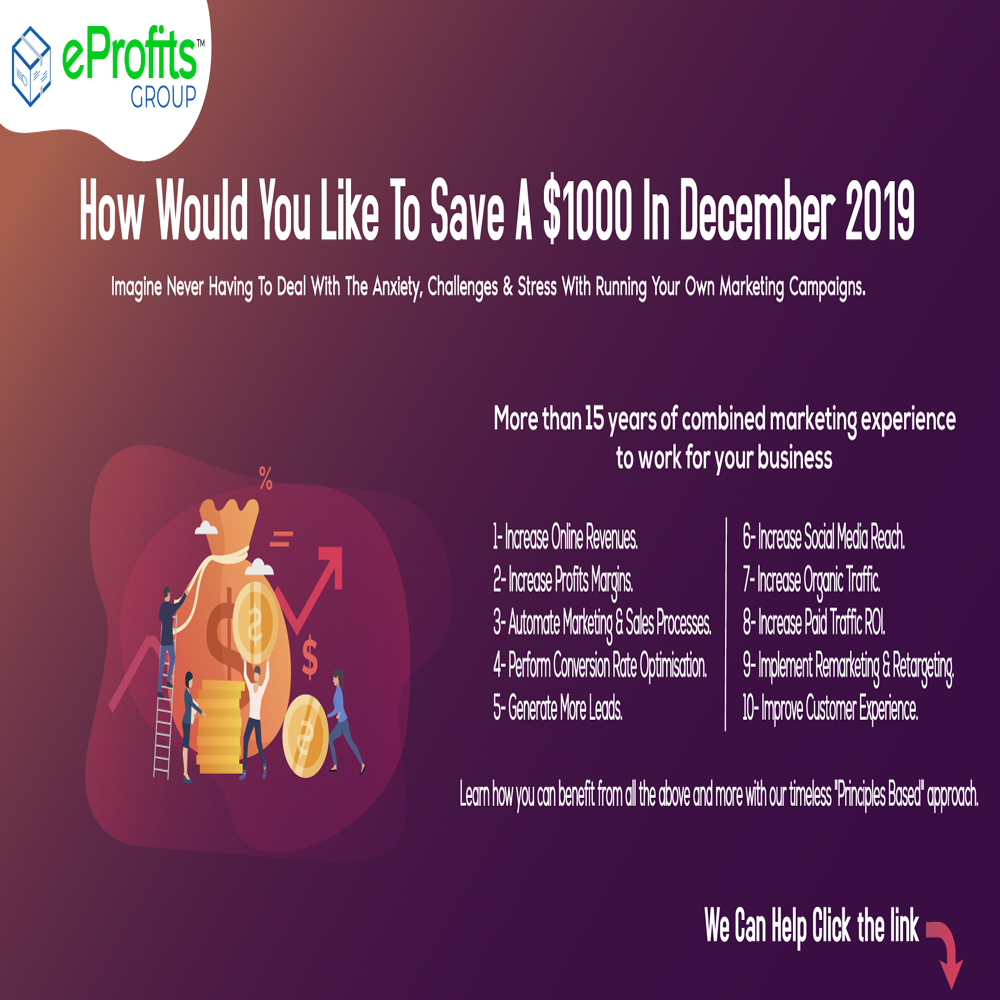 eProfits™
GROUP
How Would You Like To Save A $1000 In December 2019
Imagine Never Having To Deal With The Anxiety, Challenges & Stress With Running Your Own Marketing Campaigns.
More than 15 years of combined marketing experience
to work for your business
1- Increase Online Revenues.
2- Increase Profits Margins.
3- Automate Marketing & Sales Processes.
4- Perform Conversion Rate Optimisation.
5- Generate More Leads.
6- Increase Social Media Reach.
7- Increase Organic Traffic.
8- Increase Paid Traffic ROI.
9- Implement Remarketing & Retargeting.
10- Improve Customer Experience.
%
=
$
$
Learn how you can benefit from all the above and more with our timeless "Principles Based" approach.
We Can Help Click the link